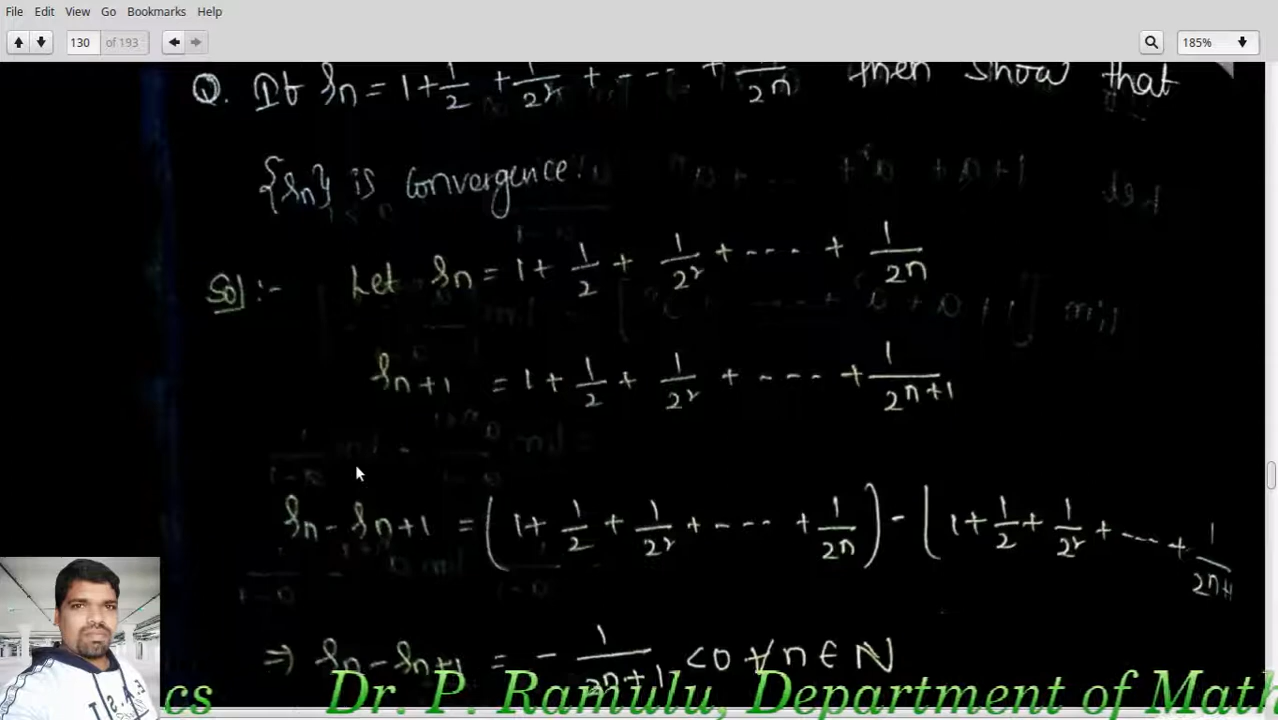 File Edit View Go Bookmarks Help
130 of 193 185%
Q. If Sn = 1 + 1/2 + 1/2² + - - - + 1/2ⁿ then show that
{Sn} is convergence.
Sol :- Let Sn = 1 + 1/2 + 1/2² + - - - - + 1/2ⁿ
Sn+1 = 1 + 1/2 + 1/2² + - - - - + 1/2ⁿ⁺¹
Sn - Sn+1 = (1 + 1/2 + 1/2² + - - - - + 1/2ⁿ) - (1 + 1/2 + 1/2² + - - - - + 1/2ⁿ⁺¹
⇒ Sn - Sn+1 = - 1/2ⁿ⁺¹ < 0 ∀ n ∈ N
cs Dr. P. Ramulu, Department of Math